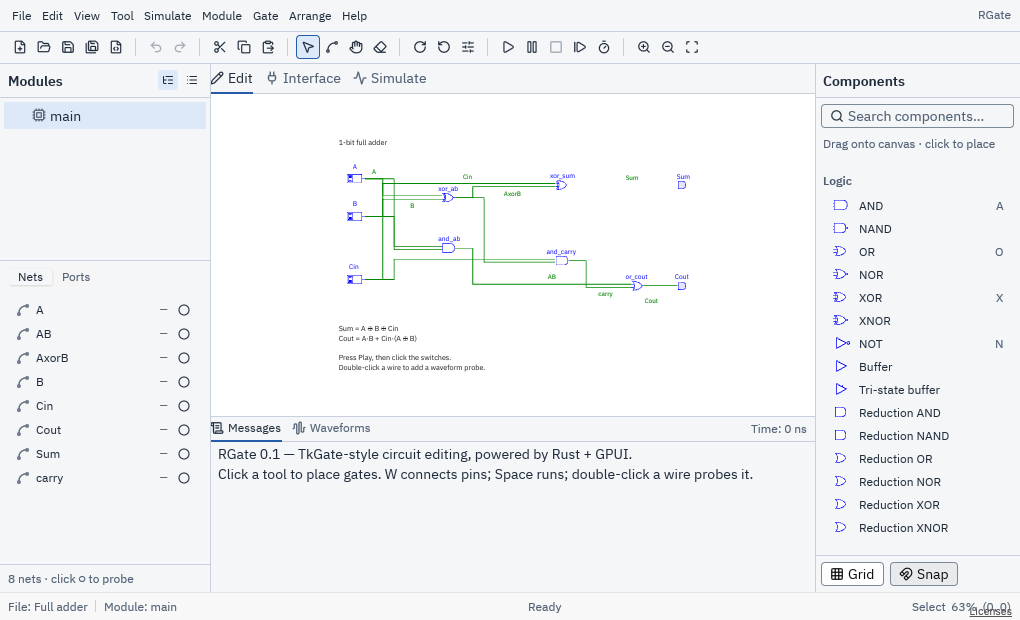 File Edit View Tool Simulate Module Gate Arrange Help RGate
Modules
main
Nets Ports
A
AB
AxorB
B
Cin
Cout
Sum
carry
8 nets · click o to probe
Edit Interface Simulate
1-bit full adder
A
A
Cin
xor_sum
Sum
Sum
xor_ab
AxorB
B
B
and_ab
and_carry
Cin
AB
or_cout
Cout
carry
Cout
Sum = A ⊕ B ⊕ Cin
Cout = A·B + Cin·(A ⊕ B)
Press Play, then click the switches.
Double-click a wire to add a waveform probe.
Messages Waveforms Time: 0 ns
RGate 0.1 — TkGate-style circuit editing, powered by Rust + GPUI.
Click a tool to place gates. W connects pins; Space runs; double-click a wire probes it.
Components
Search components...
Drag onto canvas · click to place
Logic
AND A
NAND
OR O
NOR
XOR X
XNOR
NOT N
Buffer
Tri-state buffer
Reduction AND
Reduction NAND
Reduction OR
Reduction NOR
Reduction XOR
Reduction XNOR
Grid Snap
File: Full adder Module: main Ready Select 63% (0, 0)
Licenses